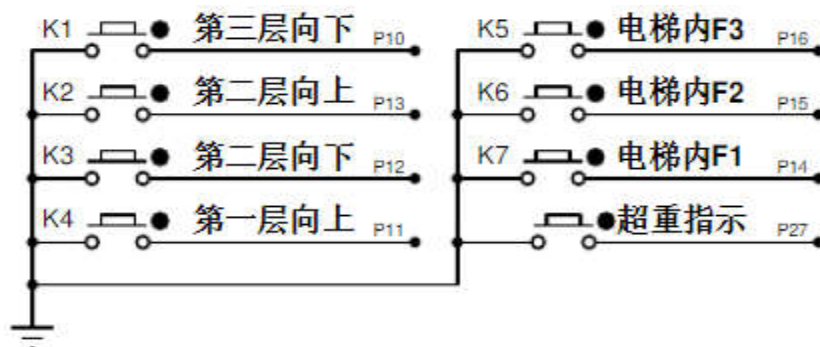 K1 第三层向下 P10
K2 第二层向上 P13
K3 第二层向下 P12
K4 第一层向上 P11
K5 电梯内F3 P16
K6 电梯内F2 P15
K7 电梯内F1 P14
超重指示 P27